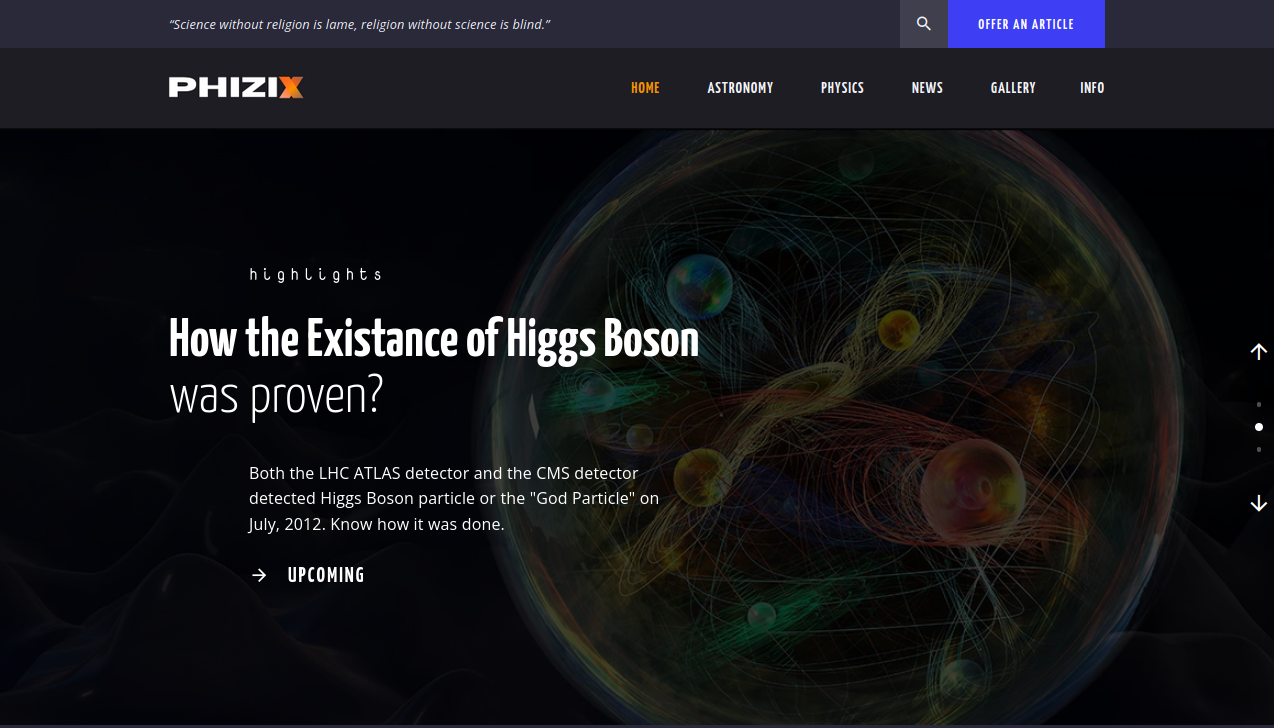 “Science without religion is lame, religion without science is blind.”
OFFER AN ARTICLE
PHIZIX
HOME
ASTRONOMY
PHYSICS
NEWS
GALLERY
INFO
highlights
How the Existance of Higgs Boson
was proven?
Both the LHC ATLAS detector and the CMS detector
detected Higgs Boson particle or the "God Particle" on
July, 2012. Know how it was done.
UPCOMING